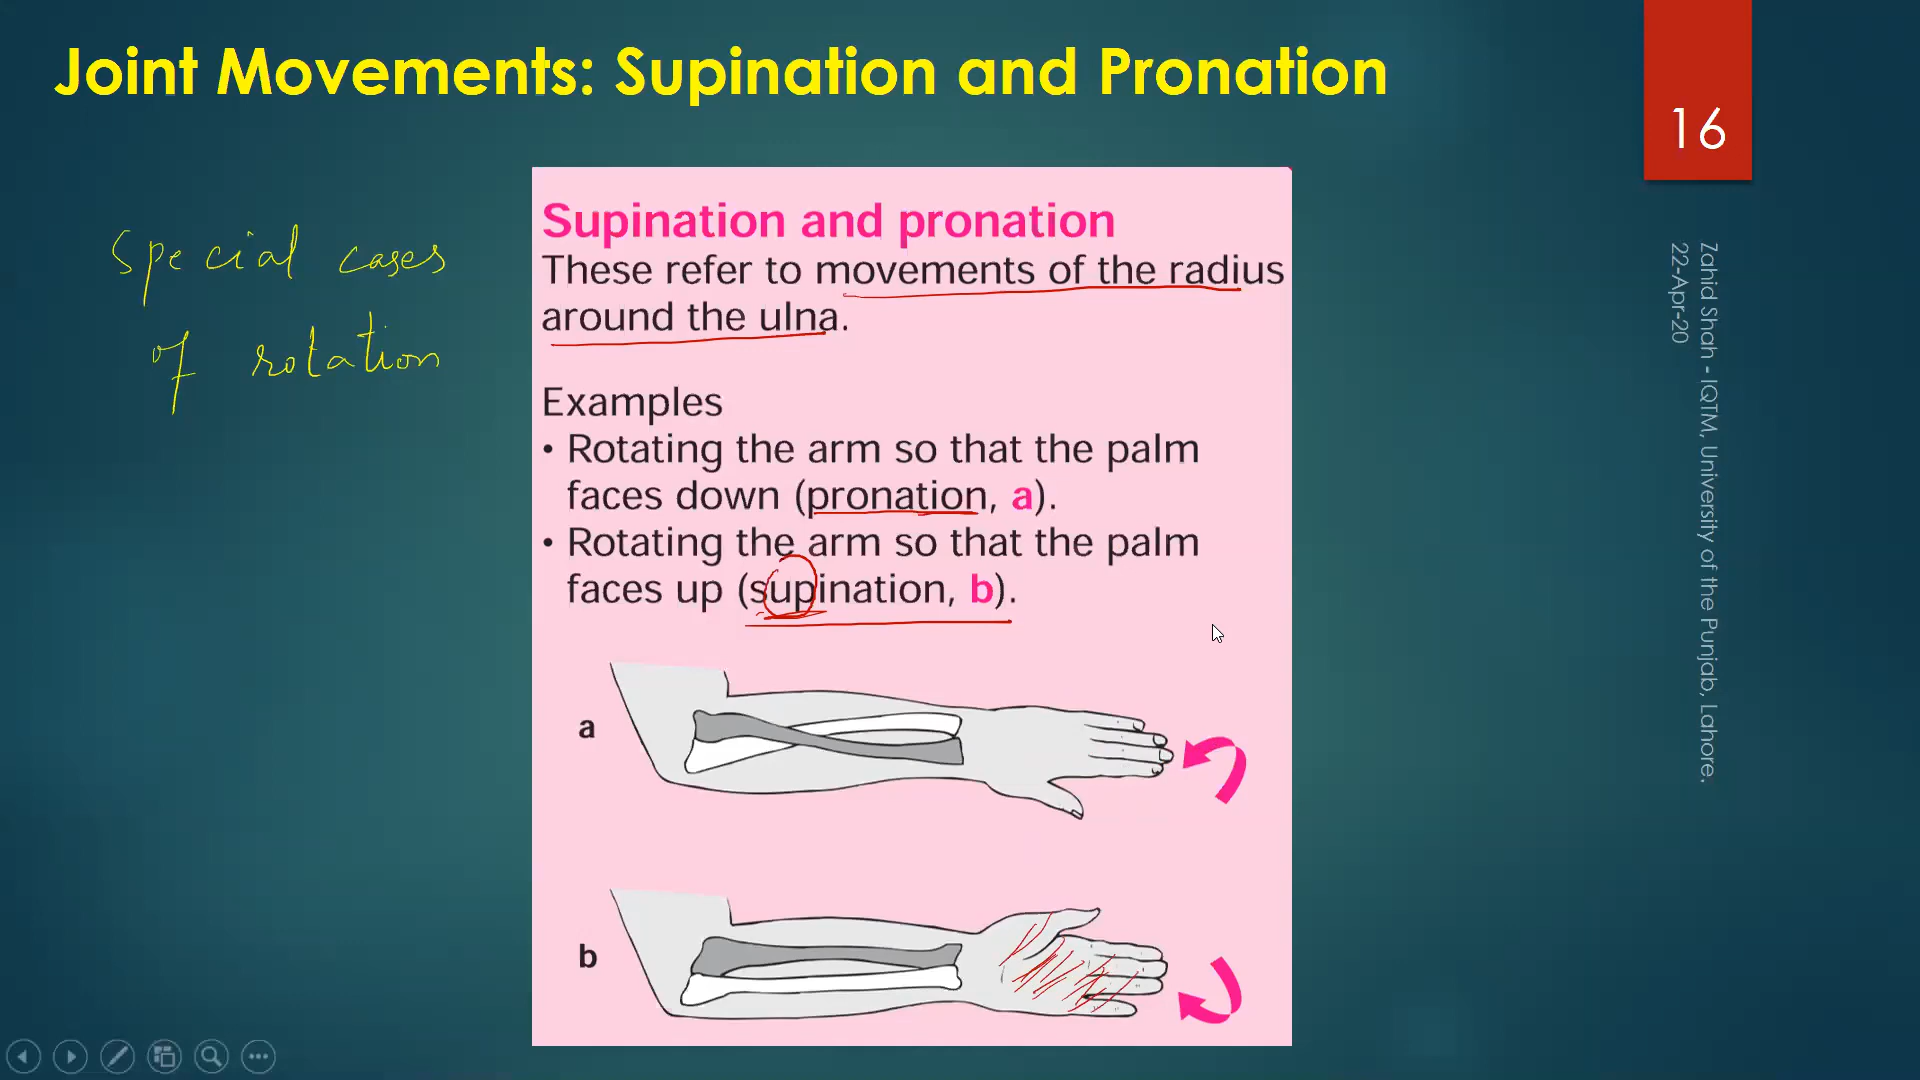 Joint Movements: Supination and Pronation
16
Special cases
of rotation
Supination and pronation
These refer to movements of the radius
around the ulna.
Examples
• Rotating the arm so that the palm
faces down (pronation, a).
• Rotating the arm so that the palm
faces up (supination, b).
a
b
Zahid Shah - IQTM, University of the Punjab, Lahore.
22-Apr-20